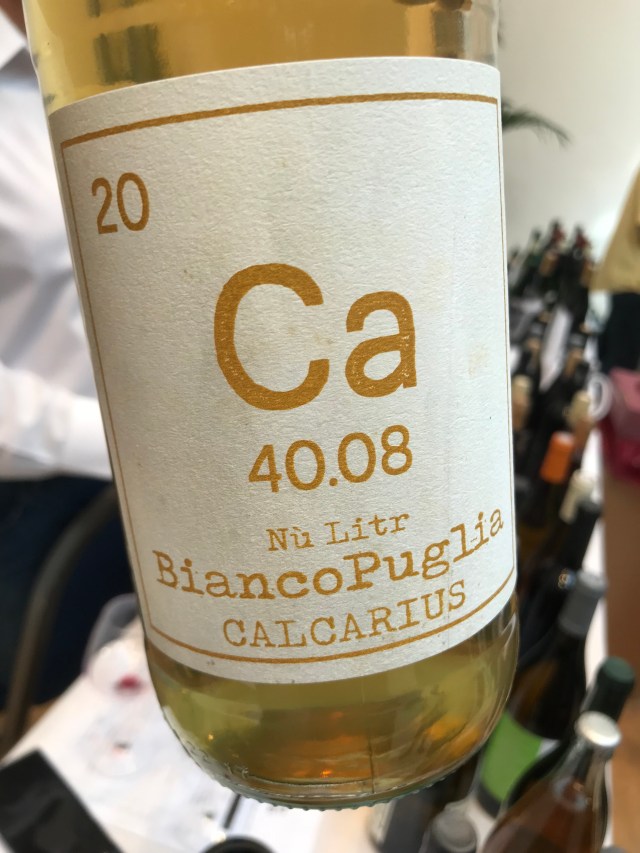 20
Ca
40.08
Nù Litr
BiancoPuglia
CALCARIUS